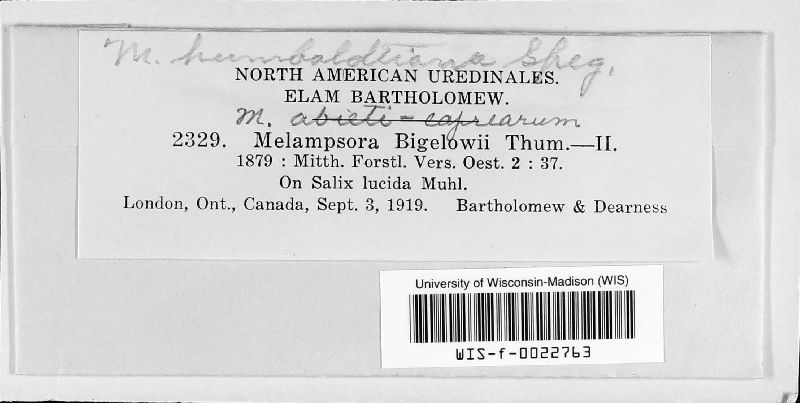 M. humboldtiana Speg.
NORTH AMERICAN UREDINALES.
ELAM BARTHOLOMEW.
M. abieti-caprearum
2329. Melampsora Bigelowii Thum.—II.
1879 : Mitth. Forstl. Vers. Oest. 2 : 37.
On Salix lucida Muhl.
London, Ont., Canada, Sept. 3, 1919. Bartholomew & Dearness
University of Wisconsin-Madison (WIS)
WIS-f-0022763